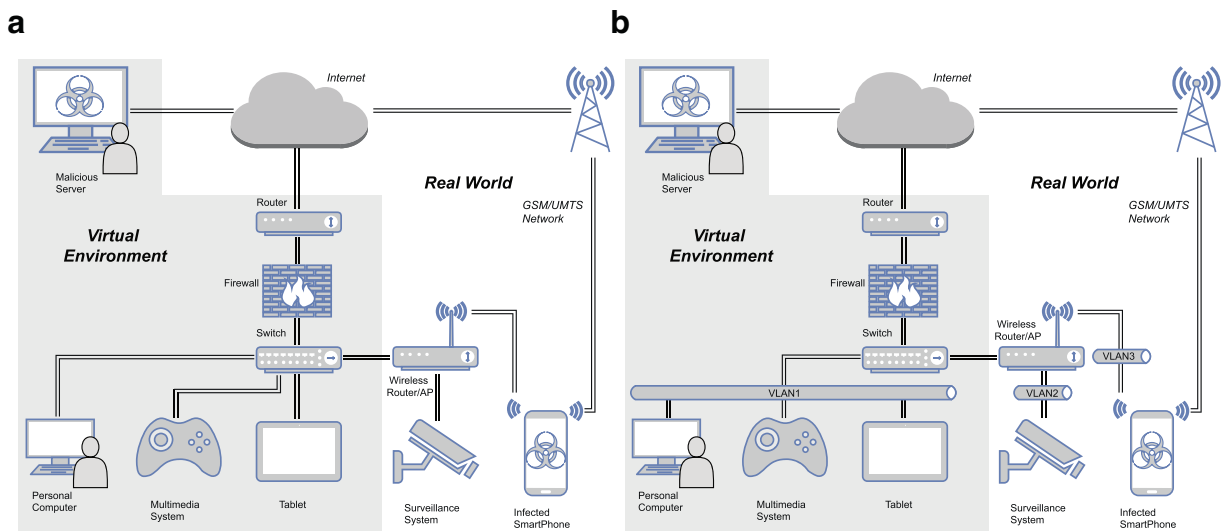 a
Internet
Malicious
Server
Real World
GSM/UMTS
Network
Router
Virtual
Environment
Firewall
Switch
Wireless
Router/AP
Personal
Computer
Multimedia
System
Tablet
Surveillance
System
Infected
SmartPhone
b
Internet
Malicious
Server
Real World
GSM/UMTS
Network
Router
Virtual
Environment
Firewall
Switch
Wireless
Router/AP
VLAN3
VLAN1
VLAN2
Personal
Computer
Multimedia
System
Tablet
Surveillance
System
Infected
SmartPhone